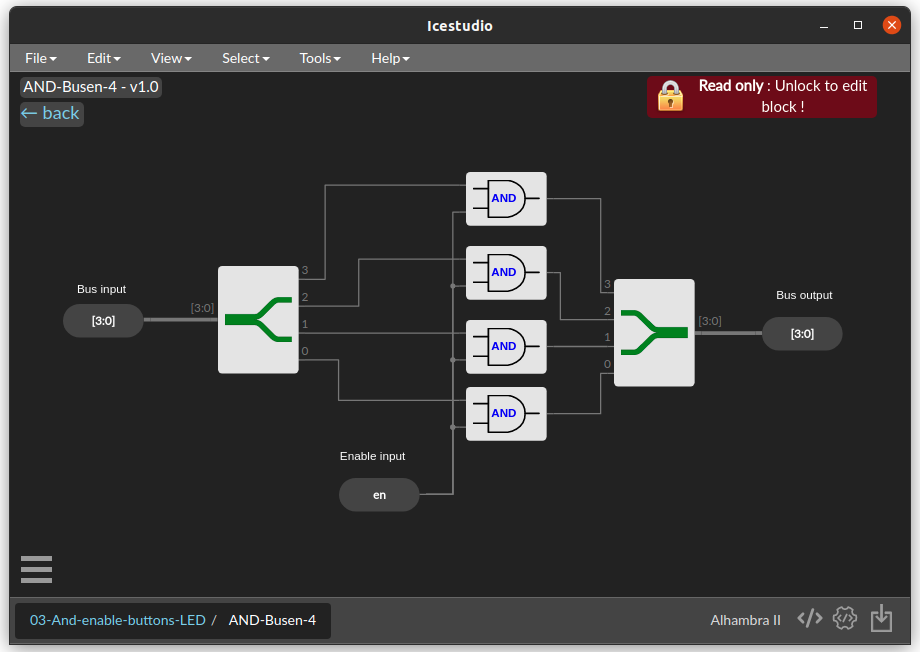 Icestudio
File Edit View Select Tools Help
AND-Busen-4 - v1.0
← back
Read only : Unlock to edit
block !
AND
3
Bus input
[3:0]
[3:0]
3
2
1
0
AND
AND
AND
3
2
1
0
[3:0]
Bus output
[3:0]
Enable input
en
03-And-enable-buttons-LED / AND-Busen-4
Alhambra II </>